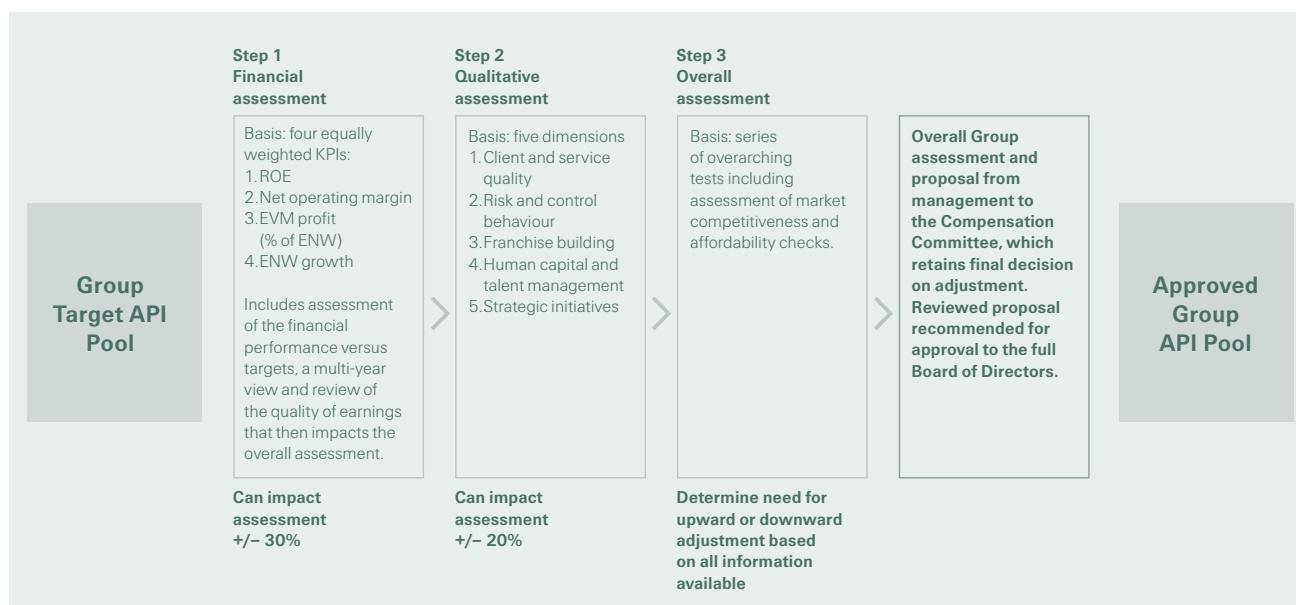 Group
Target API
Pool
Step 1
Financial
assessment
Basis: four equally
weighted KPIs:
1. ROE
2. Net operating margin
3. EVM profit
(% of ENW)
4. ENW growth
Includes assessment
of the financial
performance versus
targets, a multi-year
view and review of
the quality of earnings
that then impacts the
overall assessment.
Can impact
assessment
+/– 30%
Step 2
Qualitative
assessment
Basis: five dimensions
1. Client and service
quality
2. Risk and control
behaviour
3. Franchise building
4. Human capital and
talent management
5. Strategic initiatives
Can impact
assessment
+/– 20%
Step 3
Overall
assessment
Basis: series
of overarching
tests including
assessment of market
competitiveness and
affordability checks.
Determine need for
upward or downward
adjustment based
on all information
available
Overall Group
assessment and
proposal from
management to
the Compensation
Committee, which
retains final decision
on adjustment.
Reviewed proposal
recommended for
approval to the full
Board of Directors.
Approved
Group
API Pool